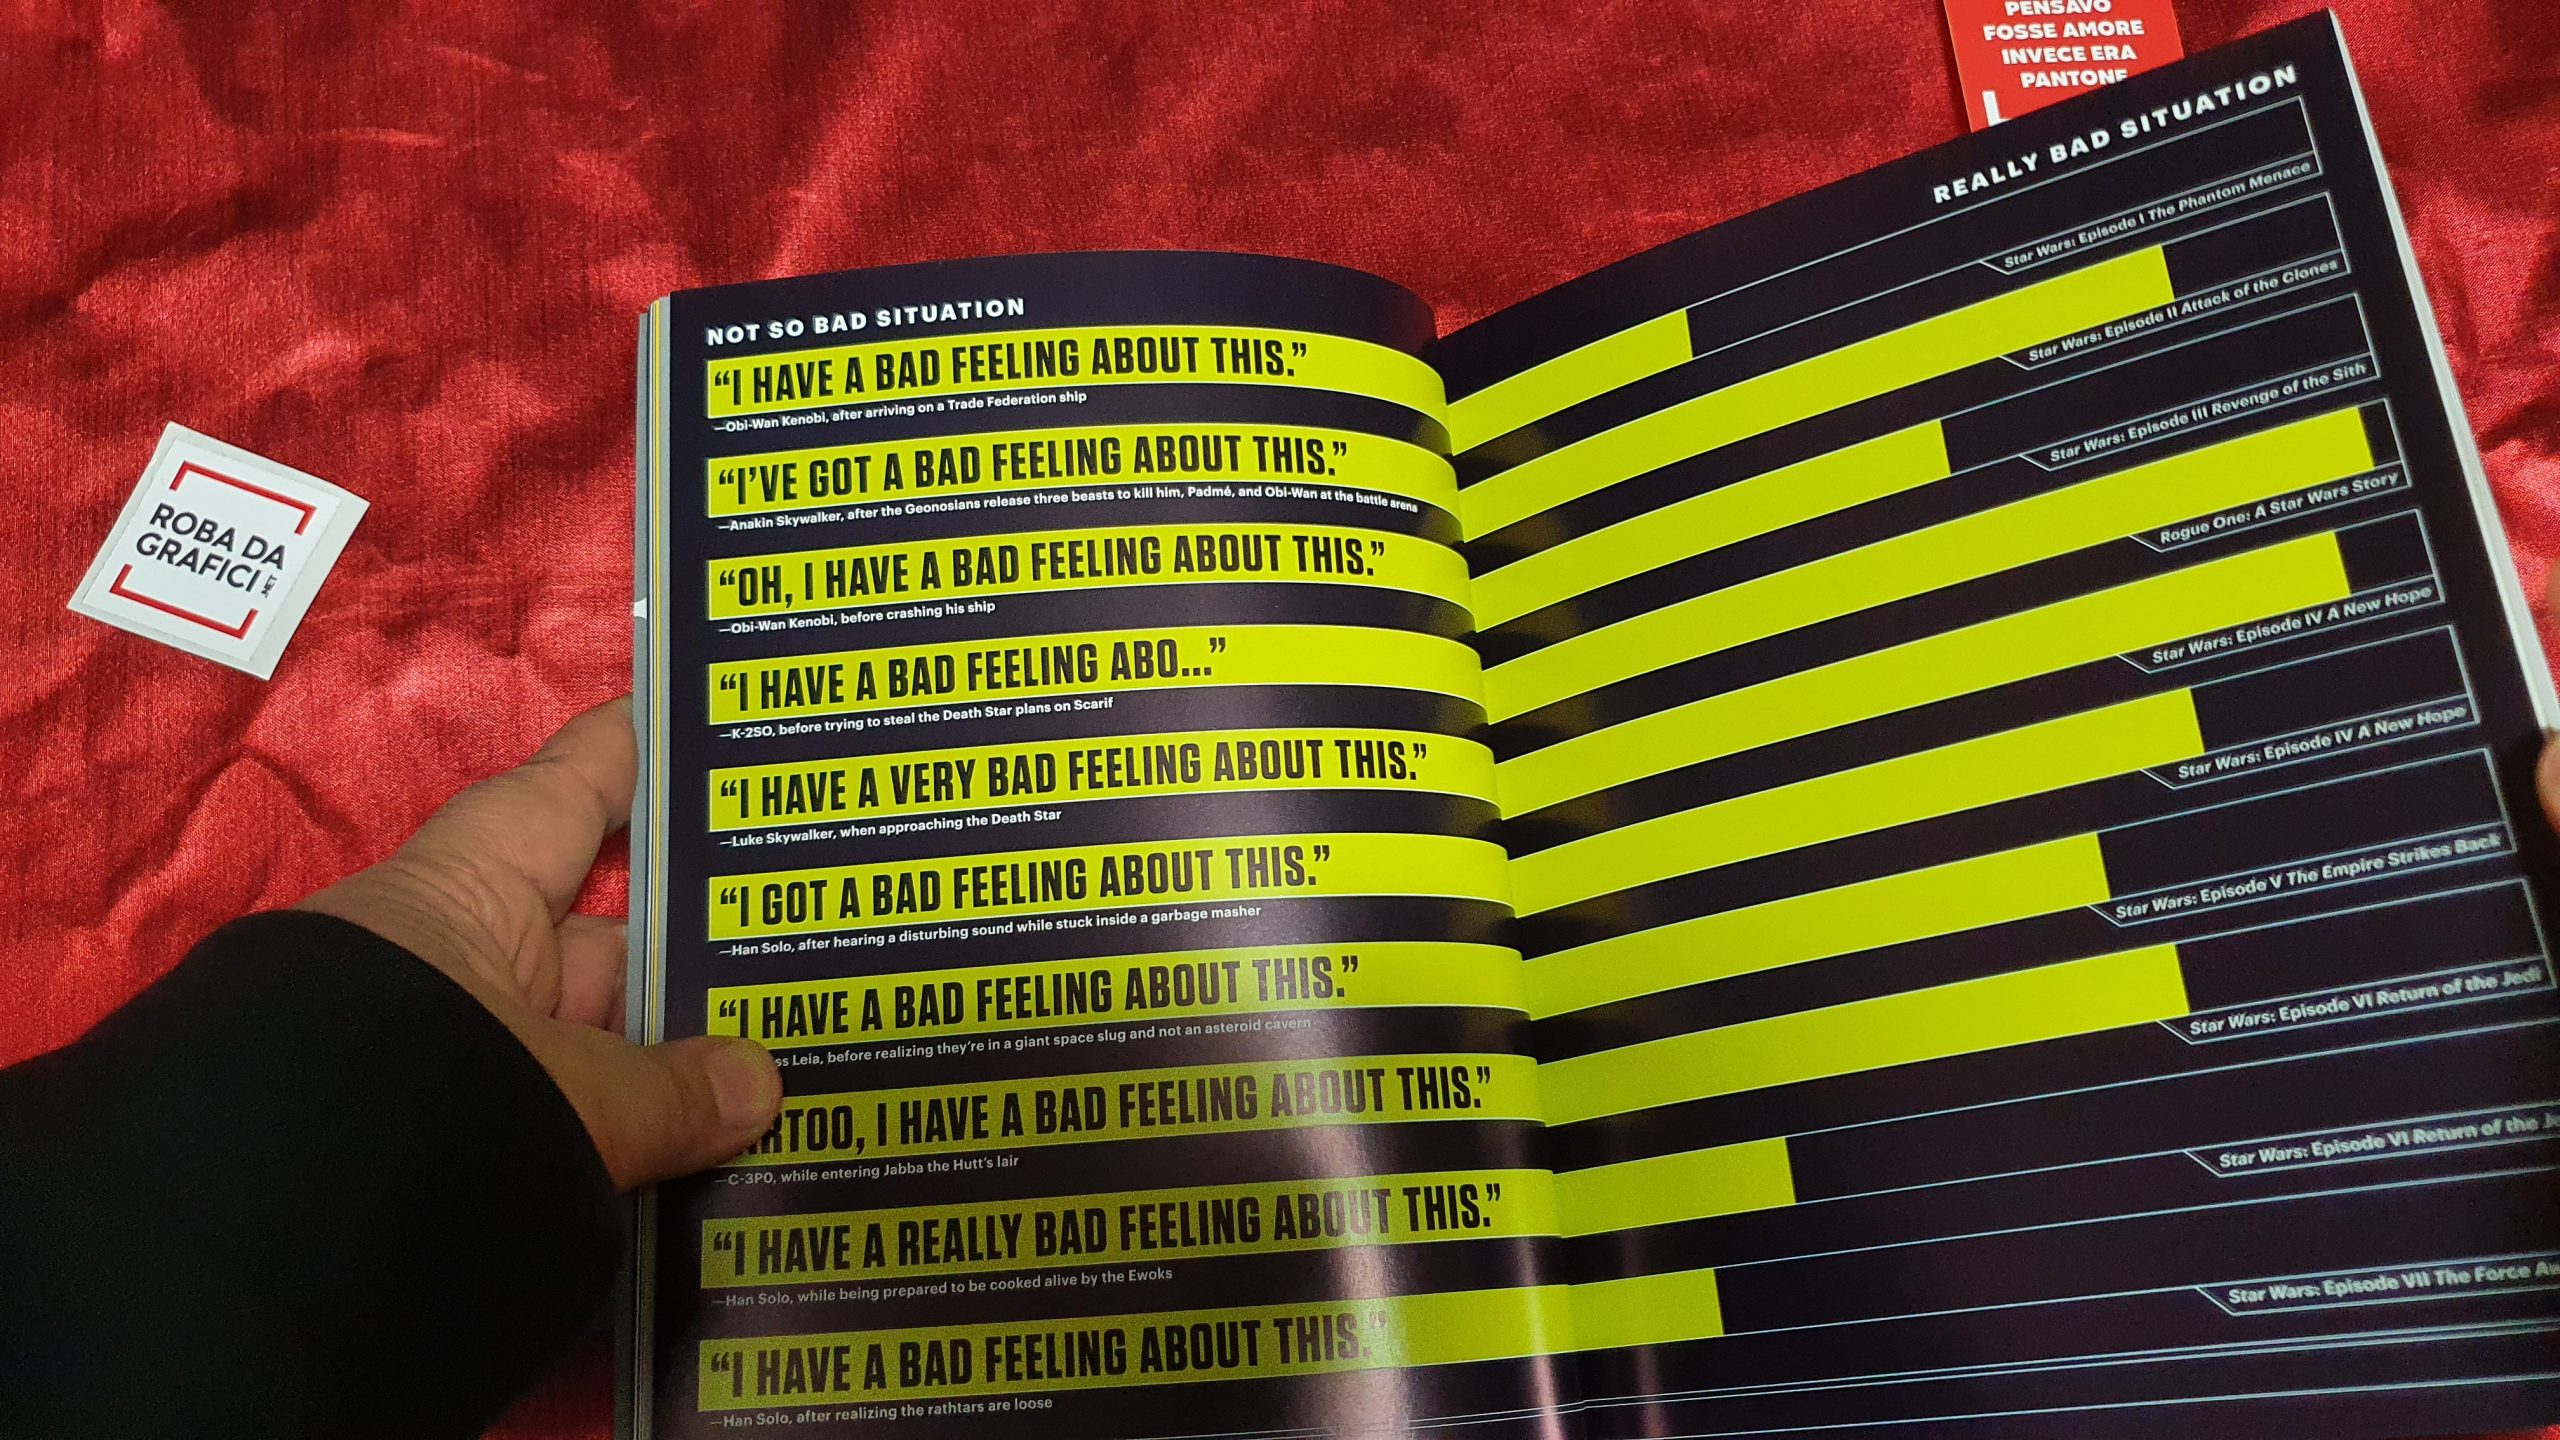 PENSAVO
FOSSE AMORE
INVECE ERA
PANTONE
ROBA DA
GRAFICI
.NET
NOT SO BAD SITUATION
REALLY BAD SITUATION
“I HAVE A BAD FEELING ABOUT THIS.”
—Obi-Wan Kenobi, after arriving on a Trade Federation ship
Star Wars: Episode I The Phantom Menace
“I’VE GOT A BAD FEELING ABOUT THIS.”
—Anakin Skywalker, after the Geonosians release three beasts to kill him, Padmé, and Obi-Wan at the battle arena
Star Wars: Episode II Attack of the Clones
“OH, I HAVE A BAD FEELING ABOUT THIS.”
—Obi-Wan Kenobi, before crashing his ship
Star Wars: Episode III Revenge of the Sith
“I HAVE A BAD FEELING ABO...”
—K-2SO, before trying to steal the Death Star plans on Scarif
Rogue One: A Star Wars Story
“I HAVE A VERY BAD FEELING ABOUT THIS.”
—Luke Skywalker, when approaching the Death Star
Star Wars: Episode IV A New Hope
“I GOT A BAD FEELING ABOUT THIS.”
—Han Solo, after hearing a disturbing sound while stuck inside a garbage masher
Star Wars: Episode IV A New Hope
“I HAVE A BAD FEELING ABOUT THIS.”
ss Leia, before realizing they’re in a giant space slug and not an asteroid cavern
Star Wars: Episode V The Empire Strikes Back
RTOO, I HAVE A BAD FEELING ABOUT THIS.”
—C-3PO, while entering Jabba the Hutt’s lair
Star Wars: Episode VI Return of the Jedi
“I HAVE A REALLY BAD FEELING ABOUT THIS.”
—Han Solo, while being prepared to be cooked alive by the Ewoks
Star Wars: Episode VI Return of the
“I HAVE A BAD FEELING ABOUT THIS.”
—Han Solo, after realizing the rathtars are loose
Star Wars: Episode VII The Force